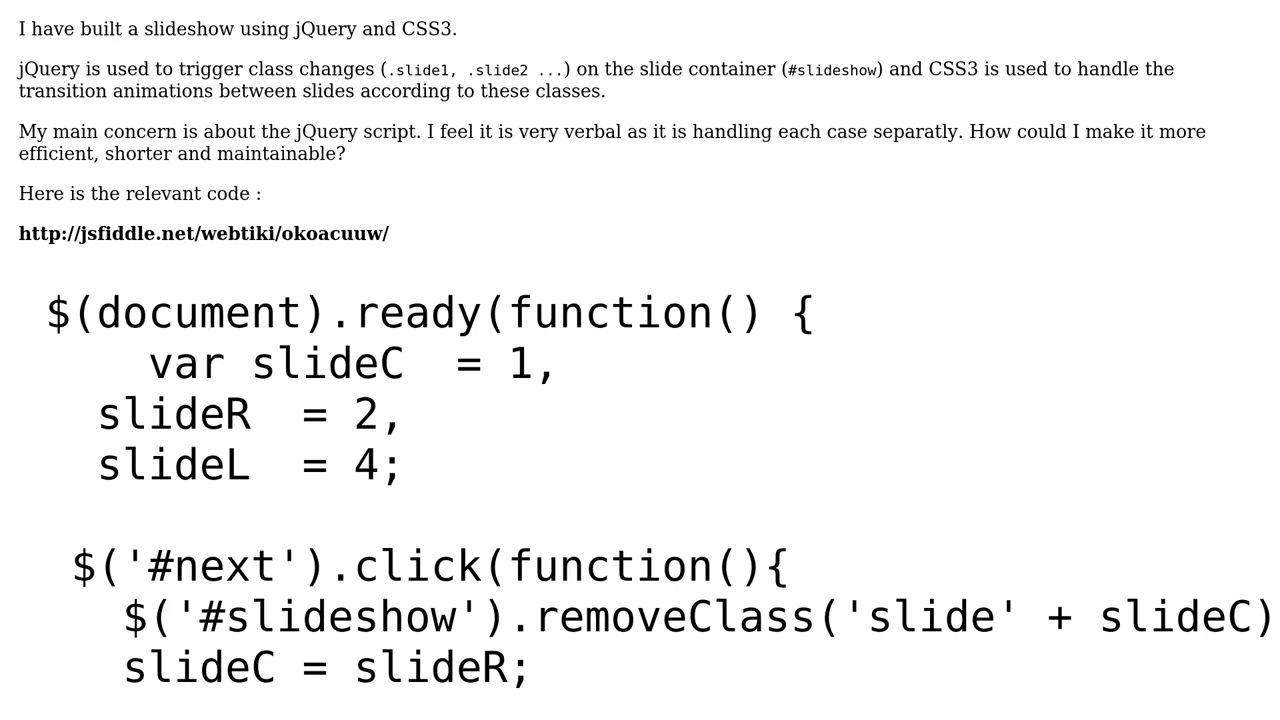 I have built a slideshow using jQuery and CSS3.
jQuery is used to trigger class changes (.slide1, .slide2 ...) on the slide container (#slideshow) and CSS3 is used to handle the
transition animations between slides according to these classes.
My main concern is about the jQuery script. I feel it is very verbal as it is handling each case separatly. How could I make it more
efficient, shorter and maintainable?
Here is the relevant code :
http://jsfiddle.net/webtiki/okoacuuw/
$(document).ready(function() {
    var slideC  = 1,
  slideR  = 2,
  slideL  = 4;
 $('#next').click(function(){
   $('#slideshow').removeClass('slide' + slideC)
   slideC = slideR;